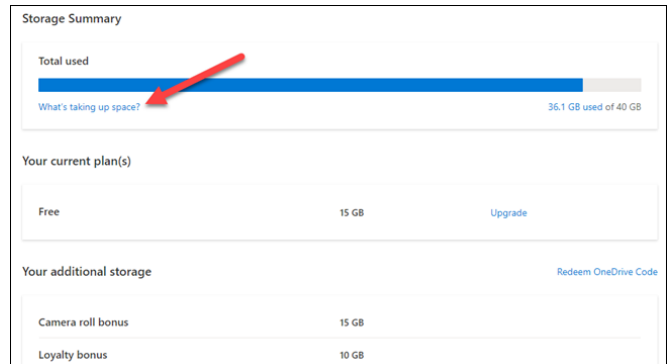 Storage Summary
Total used
What's taking up space?
36.1 GB used of 40 GB
Your current plan(s)
Free 15 GB Upgrade
Your additional storage Redeem OneDrive Code
Camera roll bonus 15 GB
Loyalty bonus 10 GB